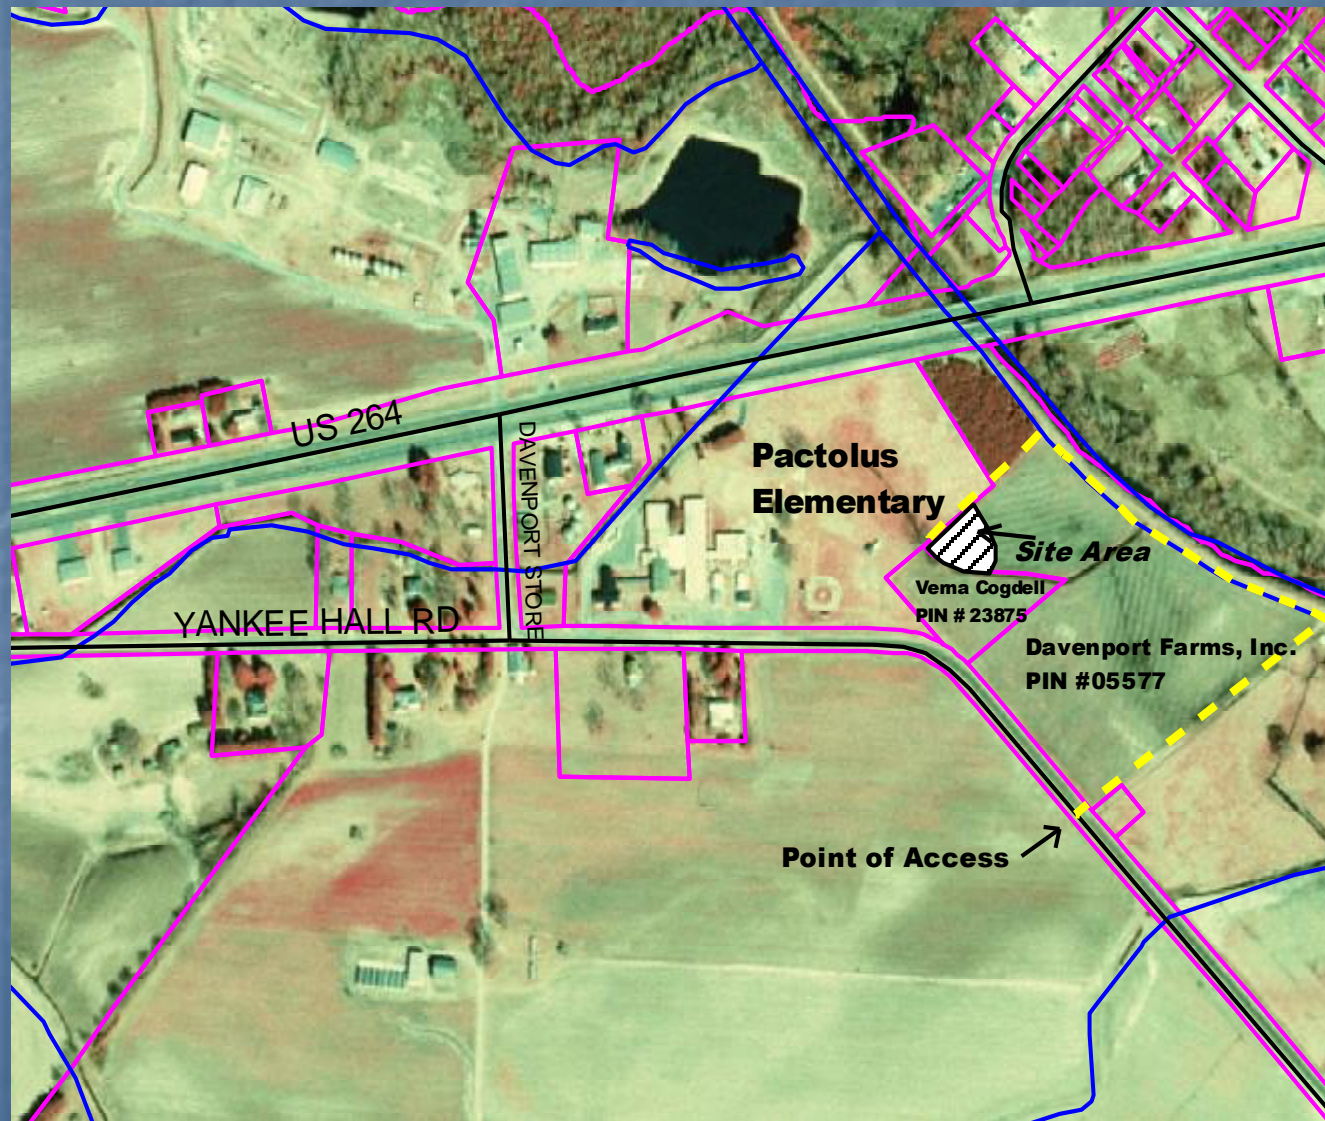 US 264
DAVENPORT STORE
Pactolus
Elementary
Site Area
Verna Cogdell
PIN # 23875
YANKEE HALL RD
Davenport Farms, Inc.
PIN #05577
Point of Access